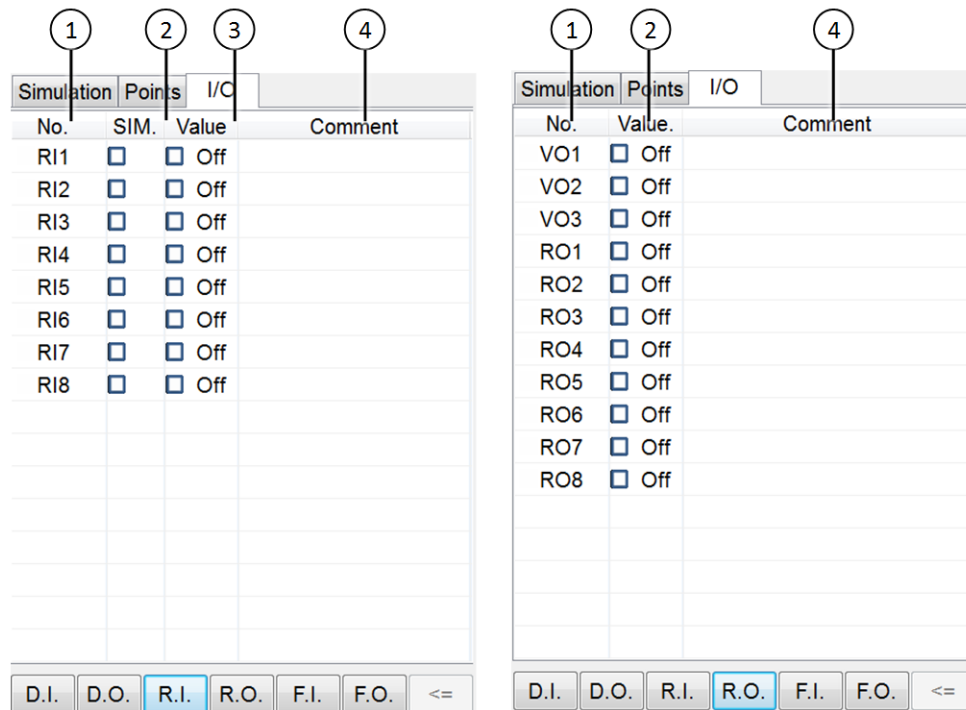 1 2 3 4
Simulation Points I/O
No. SIM. Value Comment
RI1 Off
RI2 Off
RI3 Off
RI4 Off
RI5 Off
RI6 Off
RI7 Off
RI8 Off
D.I. D.O. R.I. R.O. F.I. F.O. <=
1 2 4
Simulation Points I/O
No. Value. Comment
VO1 Off
VO2 Off
VO3 Off
RO1 Off
RO2 Off
RO3 Off
RO4 Off
RO5 Off
RO6 Off
RO7 Off
RO8 Off
D.I. D.O. R.I. R.O. F.I. F.O. <=